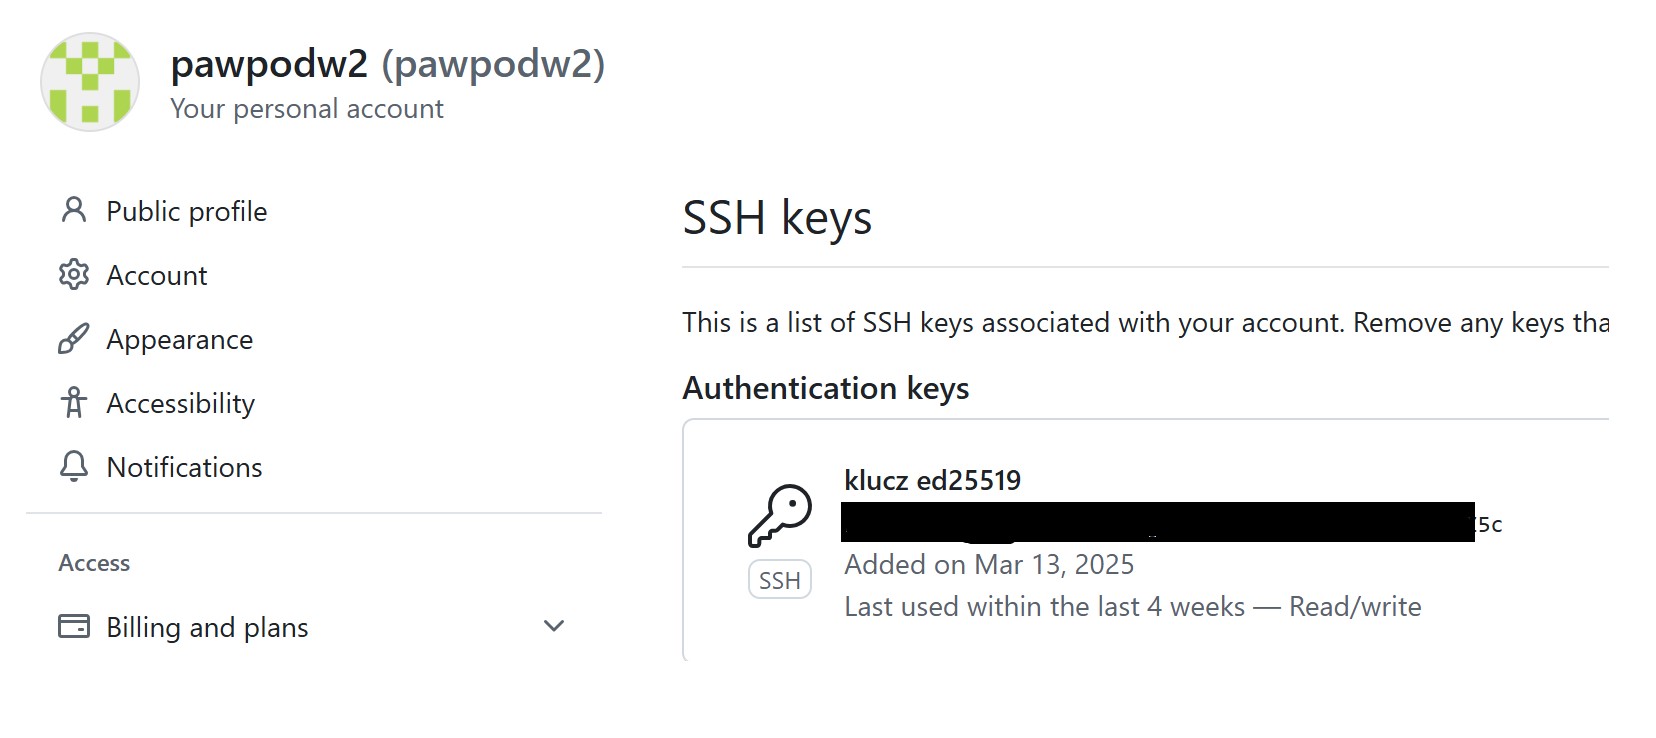 pawpodw2 (pawpodw2)
Your personal account
Public profile
Account
Appearance
Accessibility
Notifications
Access
Billing and plans
SSH keys
This is a list of SSH keys associated with your account. Remove any keys tha
Authentication keys
klucz ed25519
5c
SSH
Added on Mar 13, 2025
Last used within the last 4 weeks — Read/write